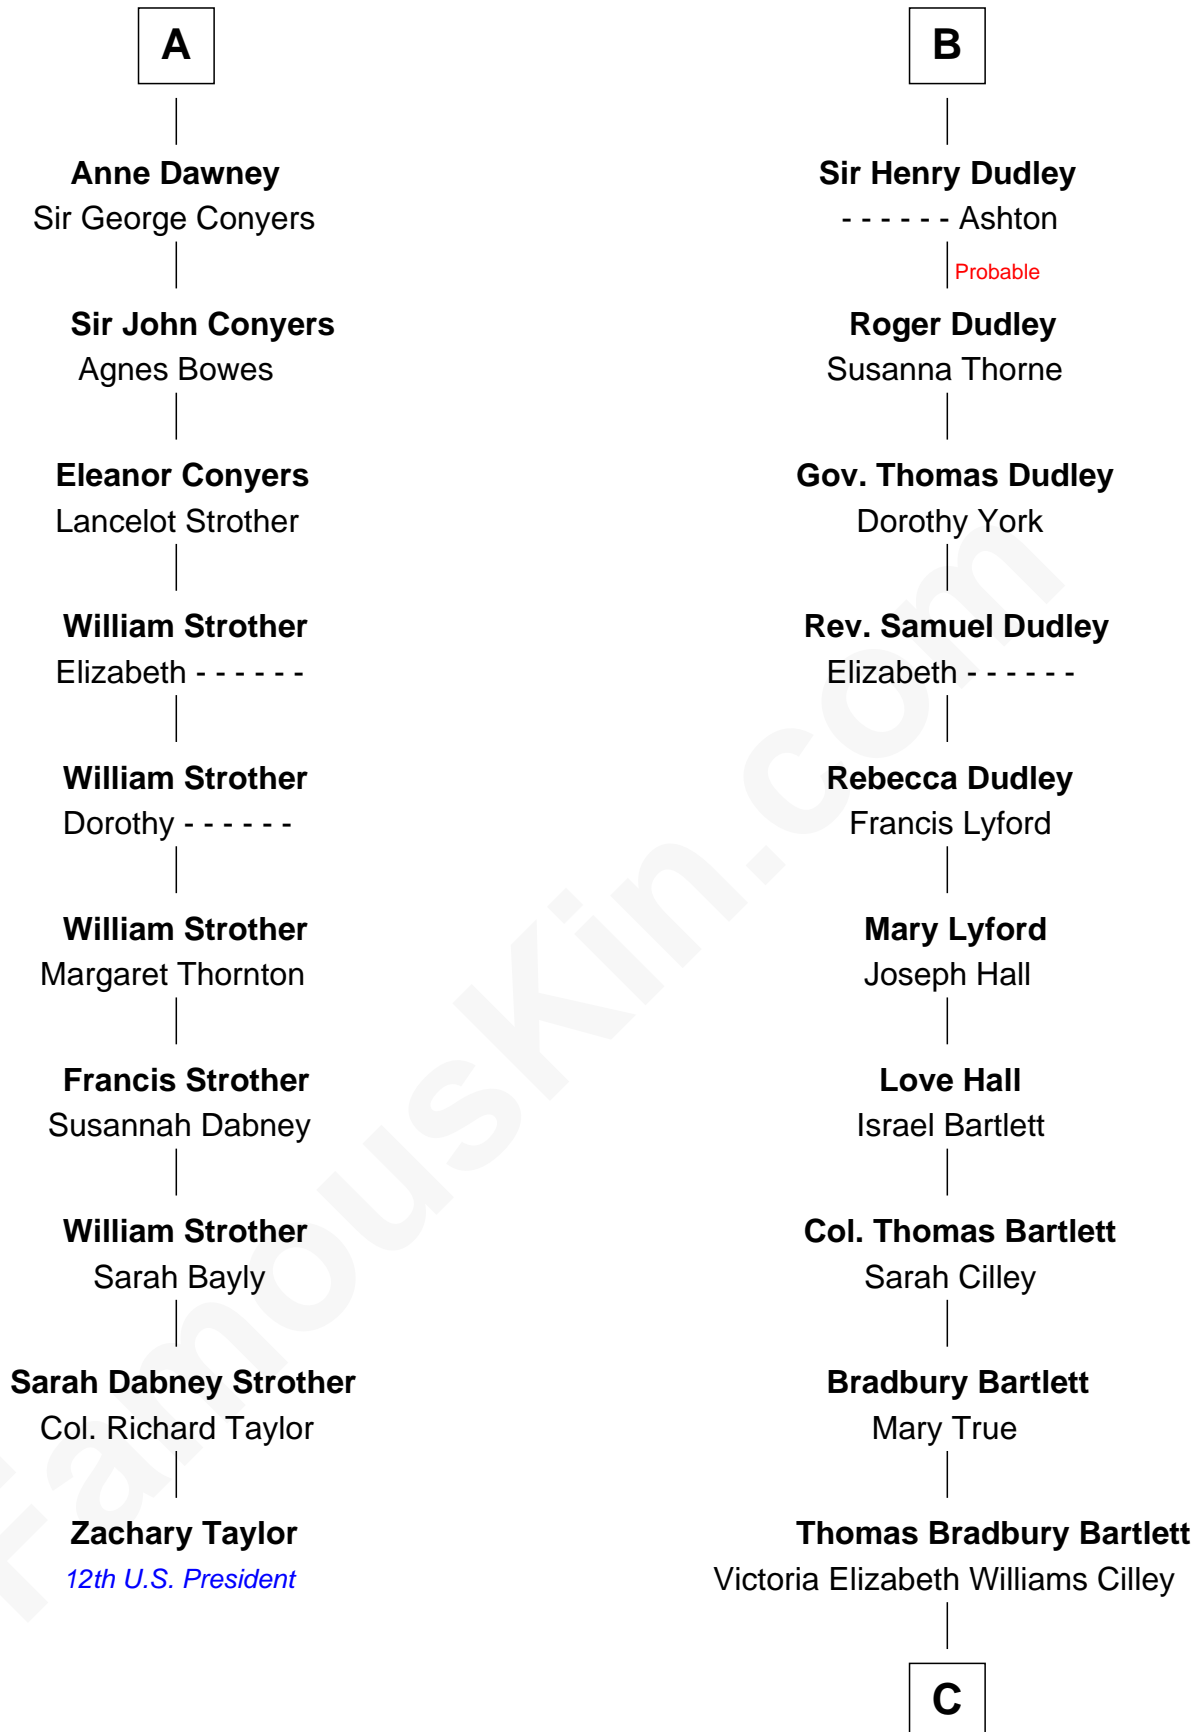 A
Anne Dawney
Sir George Conyers
Sir John Conyers
Agnes Bowes
Eleanor Conyers
Lancelot Strother
William Strother
Elizabeth - - - - - -
William Strother
Dorothy - - - - - -
William Strother
Margaret Thornton
Francis Strother
Susannah Dabney
William Strother
Sarah Bayly
Sarah Dabney Strother
Col. Richard Taylor
Zachary Taylor
12th U.S. President
B
Sir Henry Dudley
- - - - - - Ashton
Probable
Roger Dudley
Susanna Thorne
Gov. Thomas Dudley
Dorothy York
Rev. Samuel Dudley
Elizabeth - - - - - -
Rebecca Dudley
Francis Lyford
Mary Lyford
Joseph Hall
Love Hall
Israel Bartlett
Col. Thomas Bartlett
Sarah Cilley
Bradbury Bartlett
Mary True
Thomas Bradbury Bartlett
Victoria Elizabeth Williams Cilley
C
FamousKin.com